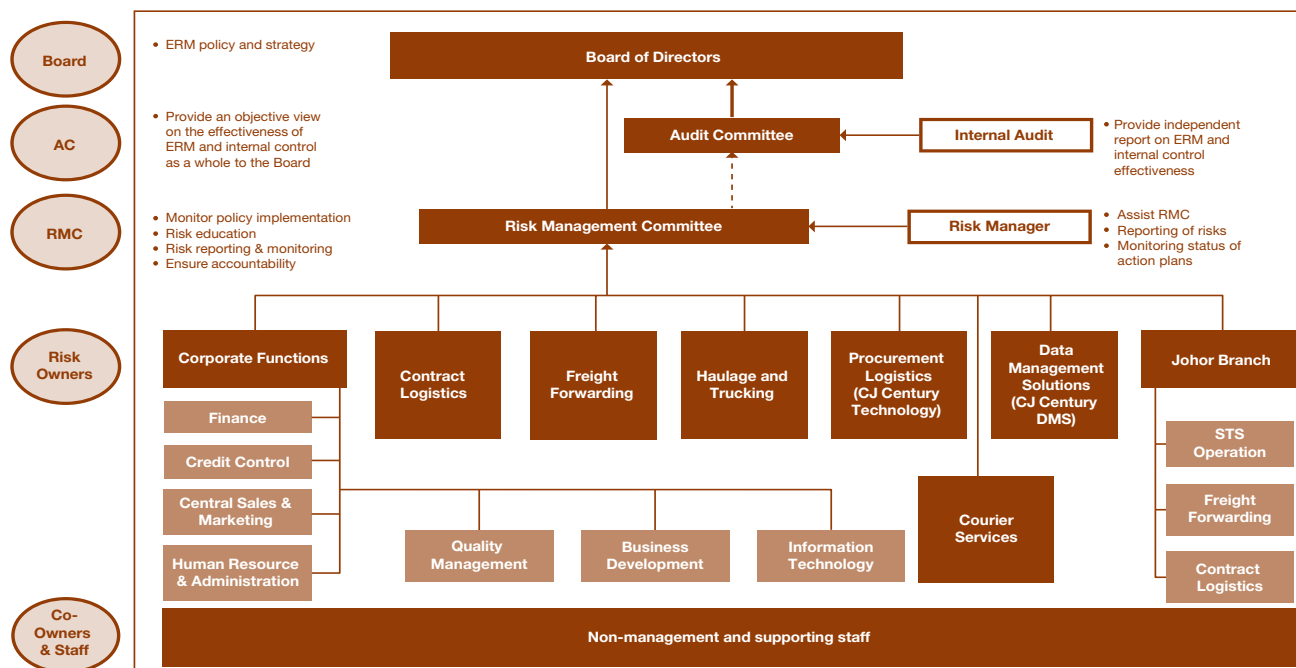 Board
• ERM policy and strategy
Board of Directors
AC
• Provide an objective view
on the effectiveness of
ERM and internal control
as a whole to the Board
Audit Committee
Internal Audit
• Provide independent
report on ERM and
internal control
effectiveness
RMC
• Monitor policy implementation
• Risk education
• Risk reporting & monitoring
• Ensure accountability
Risk Management Committee
Risk Manager
• Assist RMC
• Reporting of risks
• Monitoring status of
action plans
Risk
Owners
Corporate Functions
Contract
Logistics
Freight
Forwarding
Haulage and
Trucking
Procurement
Logistics
(CJ Century
Technology)
Data
Management
Solutions
(CJ Century
DMS)
Johor Branch
Finance
Credit Control
Central Sales &
Marketing
Human Resource
& Administration
Quality
Management
Business
Development
Information
Technology
Courier
Services
STS
Operation
Freight
Forwarding
Contract
Logistics
Co-
Owners
& Staff
Non-management and supporting staff